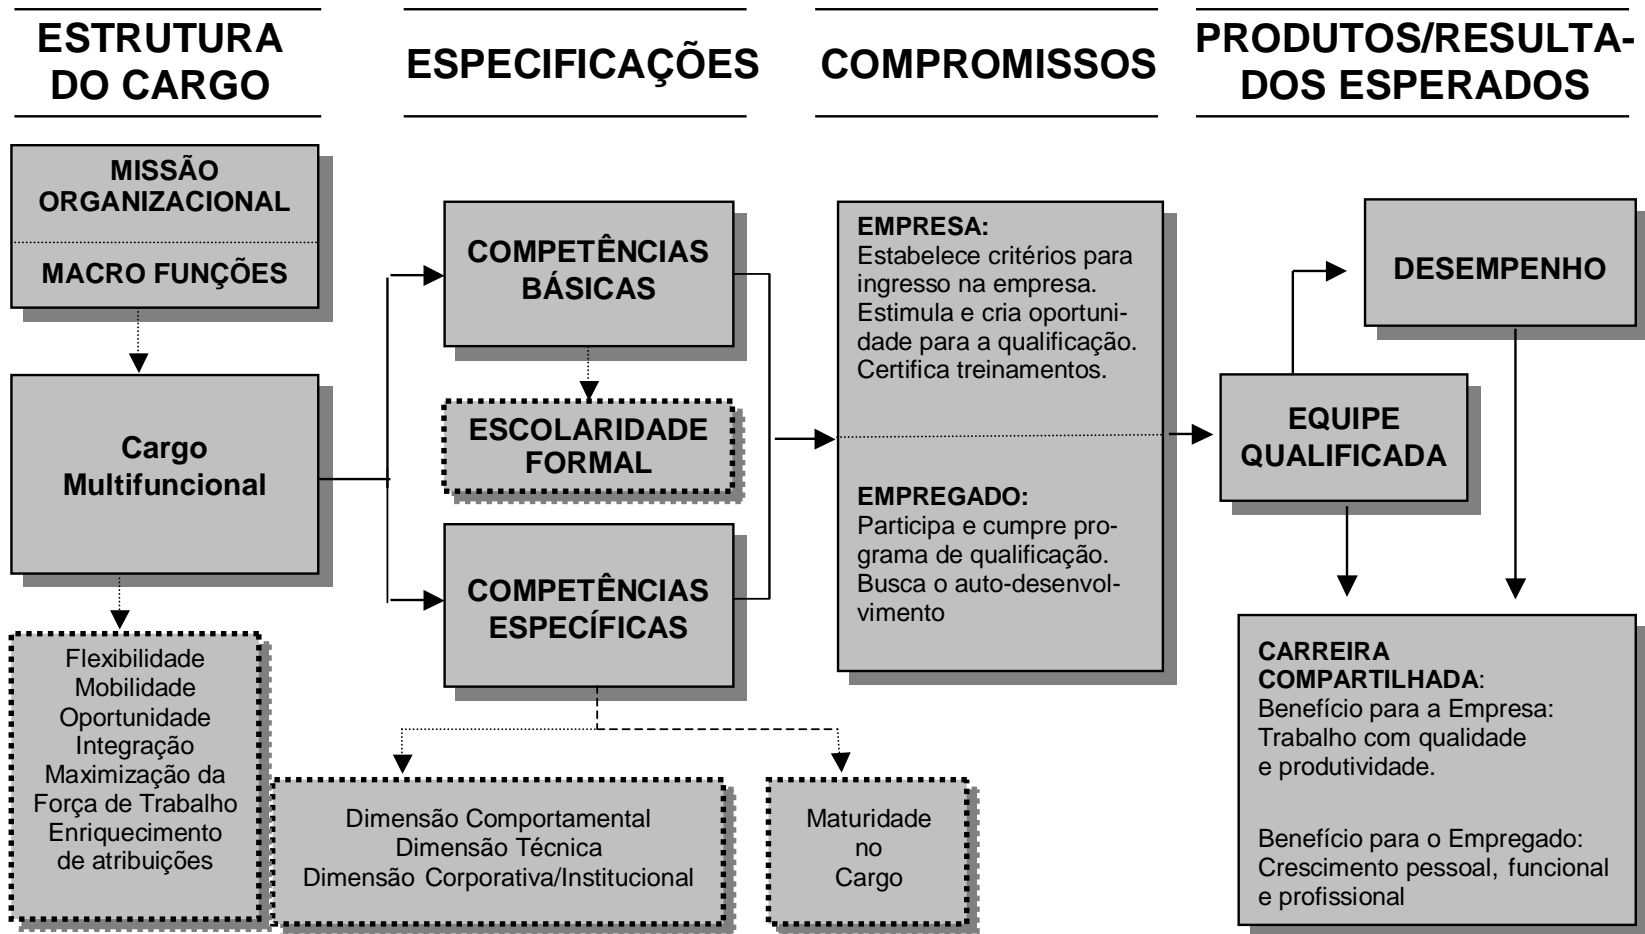 ESTRUTURA
DO CARGO
ESPECIFICAÇÕES
COMPROMISSOS
PRODUTOS/RESULTA-
DOS ESPERADOS
MISSÃO
ORGANIZACIONAL
MACRO FUNÇÕES
Cargo
Multifuncional
Flexibilidade
Mobilidade
Oportunidade
Integração
Maximização da
Força de Trabalho
Enriquecimento
de atribuições
COMPETÊNCIAS
BÁSICAS
ESCOLARIDADE
FORMAL
COMPETÊNCIAS
ESPECÍFICAS
Dimensão Comportamental
Dimensão Técnica
Dimensão Corporativa/Institucional
Maturidade
no
Cargo
EMPRESA:
Estabelece critérios para
ingresso na empresa.
Estimula e cria oportuni-
dade para a qualificação.
Certifica treinamentos.
EMPREGADO:
Participa e cumpre pro-
grama de qualificação.
Busca o auto-desenvol-
vimento
DESEMPENHO
EQUIPE
QUALIFICADA
CARREIRA
COMPARTILHADA:
Benefício para a Empresa:
Trabalho com qualidade
e produtividade.
Benefício para o Empregado:
Crescimento pessoal, funcional
e profissional